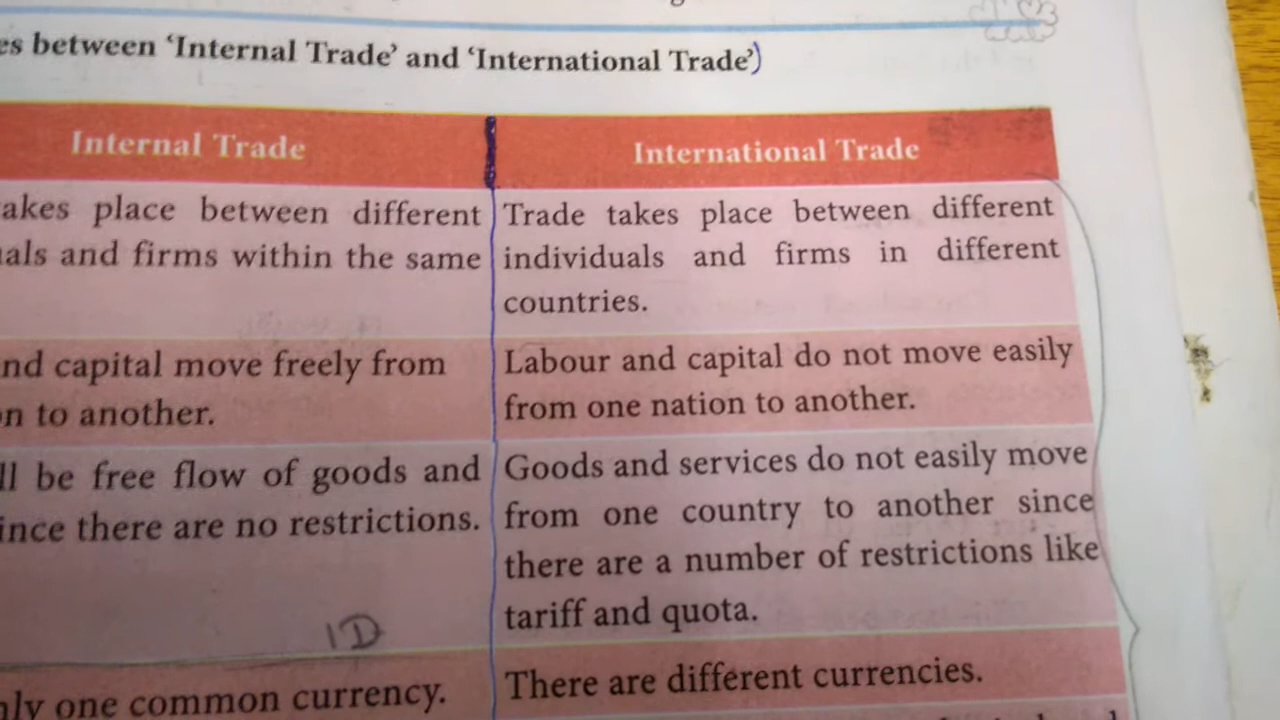 es between 'Internal Trade' and 'International Trade')
Internal Trade
International Trade
akes place between different
als and firms within the same
Trade takes place between different
individuals and firms in different
countries.
nd capital move freely from
n to another.
Labour and capital do not move easily
from one nation to another.
ll be free flow of goods and
ince there are no restrictions.
Goods and services do not easily move
from one country to another since
there are a number of restrictions like
tariff and quota.
1D
nly one common currency.
There are different currencies.